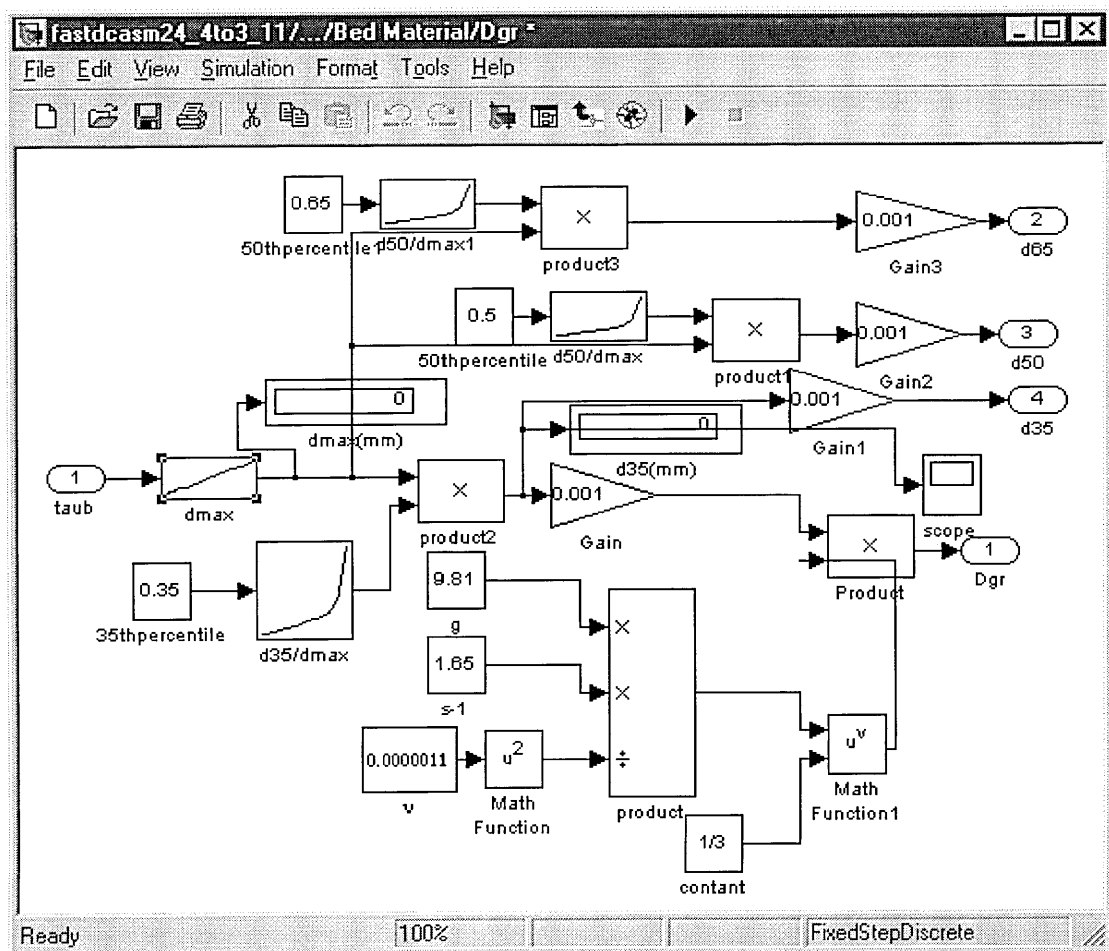 fastdcasm24_4to3_11/.../Bed Material/Dgr *
File Edit View Simulation Format Tools Help
0.65
50thpercentile1
d50/dmax1
×
product3
0.001
Gain3
2
d65
0.5
50thpercentile
d50/dmax
×
product1
0.001
Gain2
3
d50
0
dmax(mm)
0
d35(mm)
0.001
Gain1
4
d35
1
taub
dmax
×
product2
0.001
Gain
scope
×
Product
1
Dgr
0.35
35thpercentile
d35/dmax
9.81
g
1.65
s-1
0.0000011
v
u2
Math
Function
×
×
÷
product
1/3
contant
uv
Math
Function1
Ready 100% FixedStepDiscrete